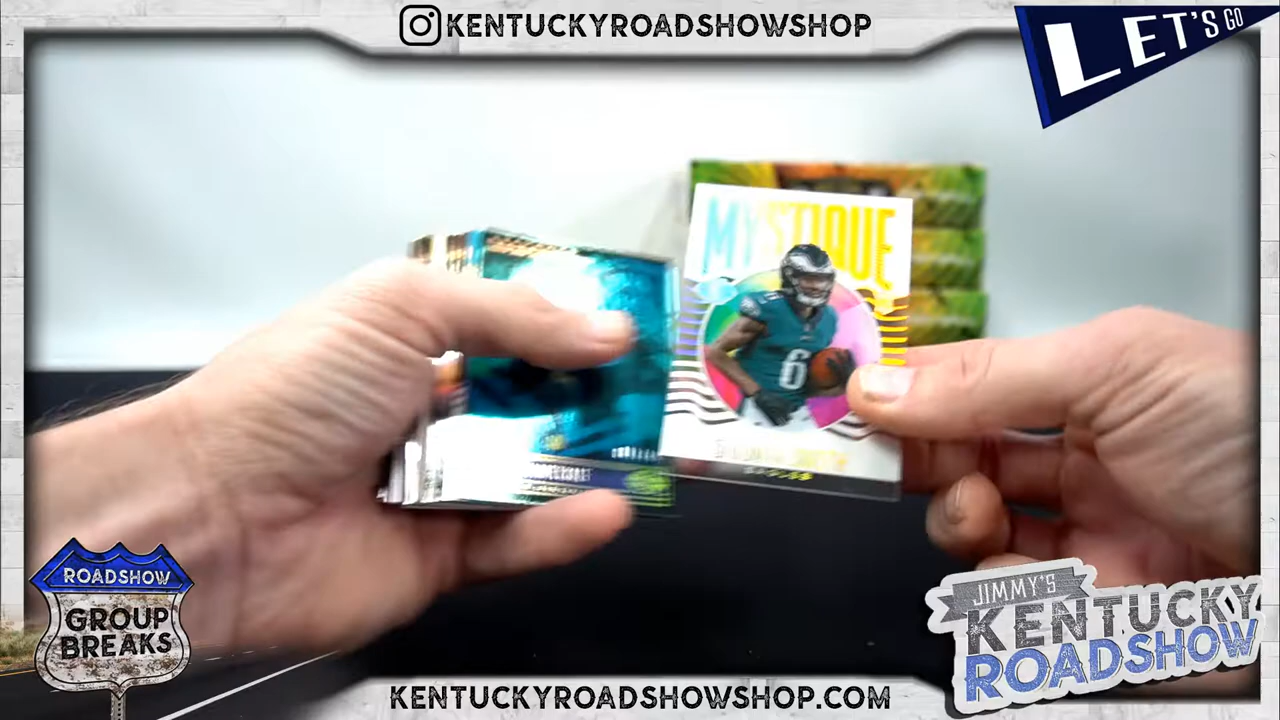 KENTUCKYROADSHOWSHOP
LET'S GO
MYSTIQUE
6
ROADSHOW
GROUP
BREAKS
JIMMY'S
KENTUCKY
ROADSHOW
KENTUCKYROADSHOWSHOP.COM